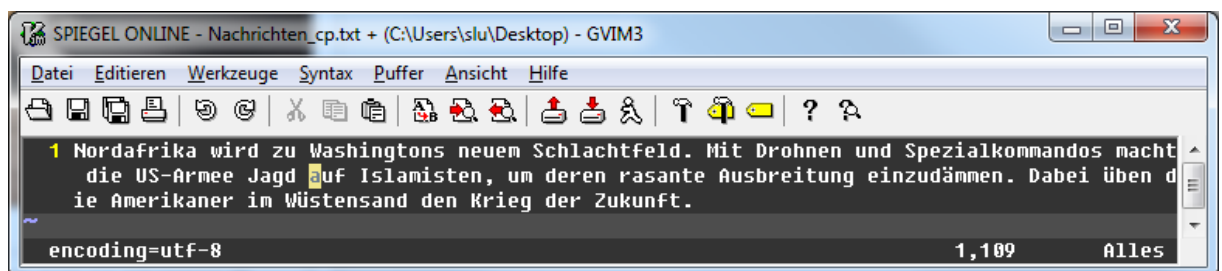 SPIEGEL ONLINE - Nachrichten_cp.txt + (C:\Users\slu\Desktop) - GVIM3
Datei Editieren Werkzeuge Syntax Puffer Ansicht Hilfe
1 Nordafrika wird zu Washingtons neuem Schlachtfeld. Mit Drohnen und Spezialkommandos macht
die US-Armee Jagd auf Islamisten, um deren rasante Ausbreitung einzudämmen. Dabei üben d
ie Amerikaner im Wüstensand den Krieg der Zukunft.
~
encoding=utf-8 1,109 Alles